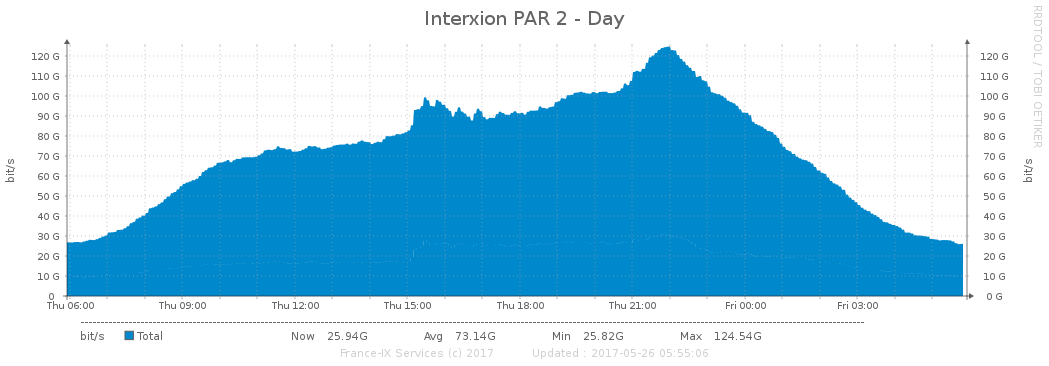 Interxion PAR 2 - Day
RRDTOOL / TOBI OETIKER
bit/s
120 G 120 G
110 G 110 G
100 G 100 G
90 G 90 G
80 G 80 G
70 G 70 G
60 G 60 G
50 G 50 G
40 G 40 G
30 G 30 G
20 G 20 G
10 G 10 G
0 0 G
bit/s
Thu 06:00 Thu 09:00 Thu 12:00 Thu 15:00 Thu 18:00 Thu 21:00 Fri 00:00 Fri 03:00
bit/s Total Now 25.94G Avg 73.14G Min 25.82G Max 124.54G
France-IX Services (c) 2017 Updated : 2017-05-26 05:55:06